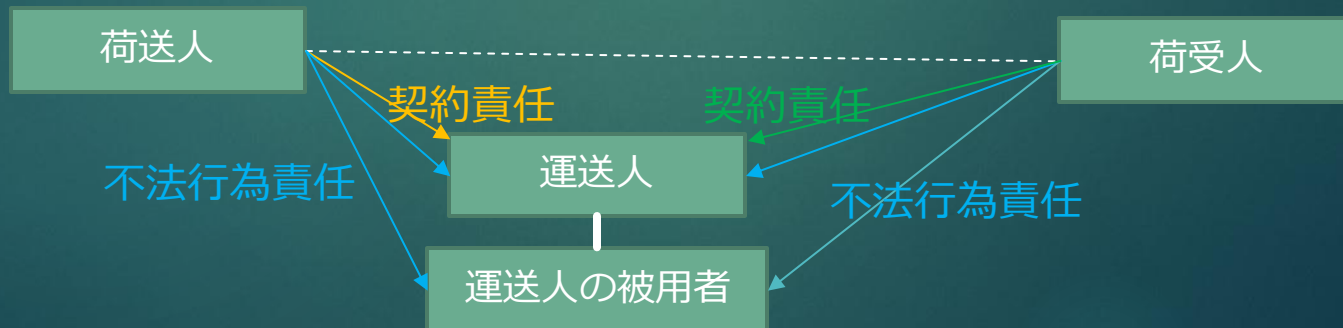 荷送人
荷受人
契約責任
契約責任
運送人
不法行為責任
不法行為責任
運送人の被用者